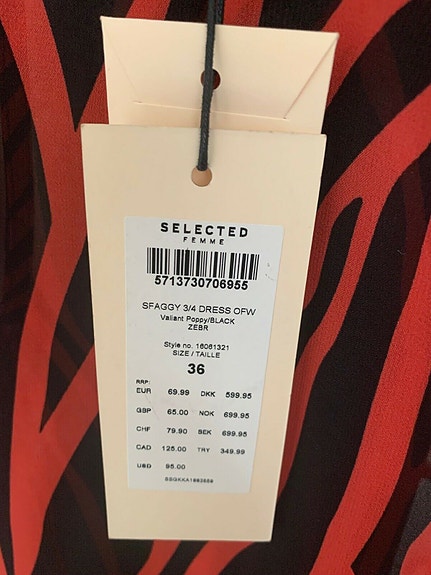 SELECTED
FEMME
5713730706955
SFAGGY 3/4 DRESS OFW
Valiant Poppy/BLACK
ZEBR
Style no. 16061321
SIZE / TAILLE
36
RRP:
EUR 69.99 DKK 599.95
GBP 65.00 NOK 699.95
CHF 79.90 SEK 699.95
CAD 125.00 TRY 349.99
USD 95.00